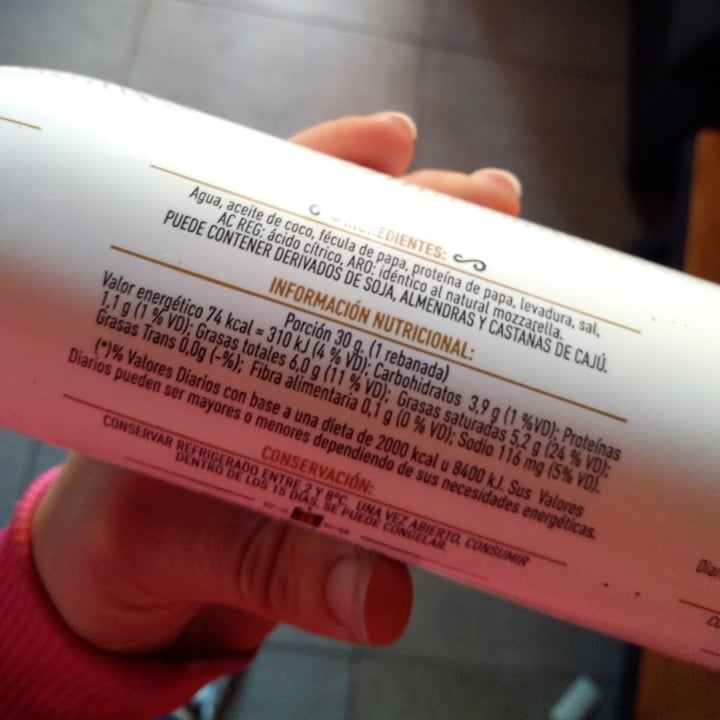 INGREDIENTES:
Agua, aceite de coco, fécula de papa, proteína de papa, levadura, sal,
AC REG: ácido cítrico, ARO: idéntico al natural mozzarella.
PUEDE CONTENER DERIVADOS DE SOJA, ALMENDRAS Y CASTAÑAS DE CAJÚ.
INFORMACIÓN NUTRICIONAL:
Porción 30 g. (1 rebanada)
Valor energético 74 kcal = 310 kJ (4 % VD); Carbohidratos 3,9 g (1 %VD); Proteínas
1,1 g (1 % VD); Grasas totales 6,0 g (11 % VD); Grasas saturadas 5,2 g (24 % VD);
Grasas Trans 0,0g (-%); Fibra alimentaria 0,1 g (0 % VD); Sodio 116 mg (5% VD).
(*)% Valores Diarios con base a una dieta de 2000 kcal u 8400 kJ. Sus Valores
Diarios pueden ser mayores o menores dependiendo de sus necesidades energéticas.
CONSERVACIÓN:
CONSERVAR REFRIGERADO ENTRE 2 Y 8°C. UNA VEZ ABIERTO, CONSUMIR
DENTRO DE LOS 15 DÍAS. SE PUEDE CONGELAR.